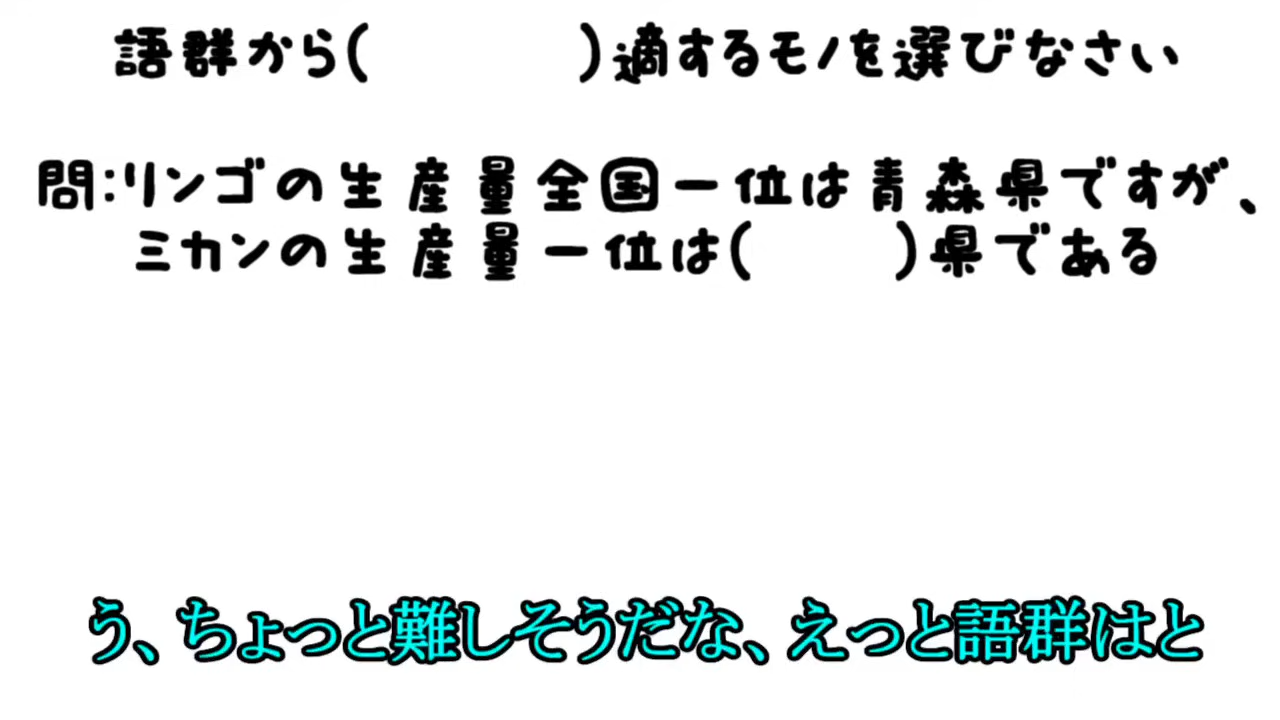 語群から(　　　)適するモノを選びなさい
問:リンゴの生産量全国一位は青森県ですが、
ミカンの生産量一位は(　　)県である
う、ちょっと難しそうだな、えっと語群はと